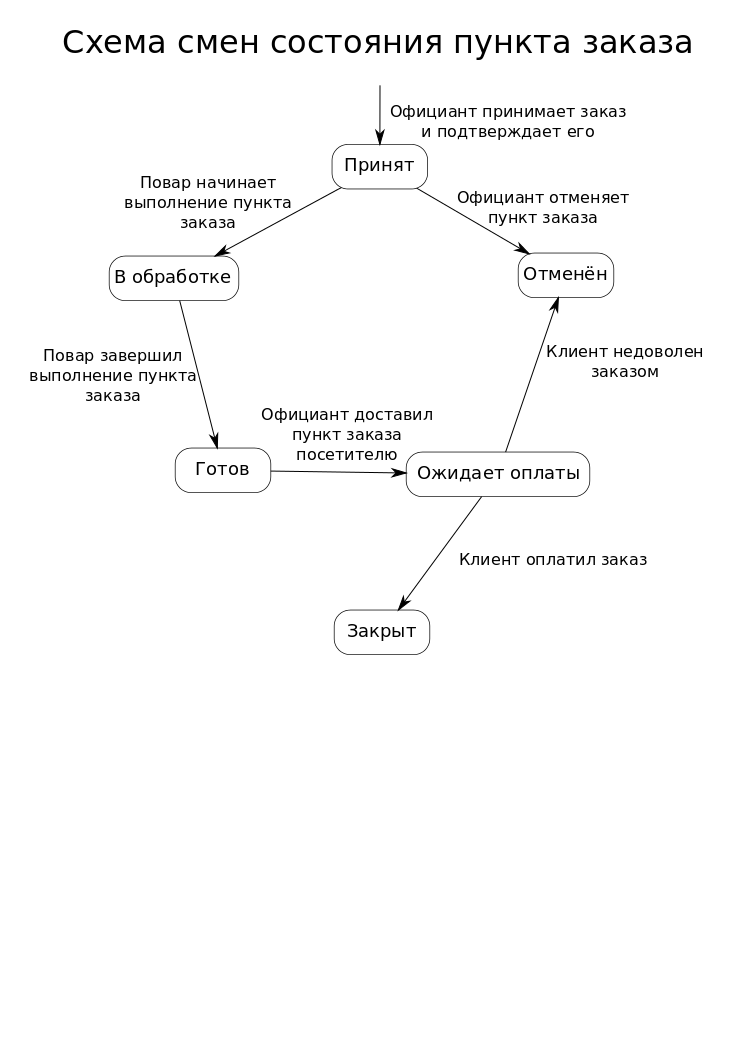 Схема смен состояния пункта заказа
Официант принимает заказ
и подтверждает его
Принят
Повар начинает
выполнение пункта
заказа
Официант отменяет
пункт заказа
В обработке
Отменён
Повар завершил
выполнение пункта
заказа
Клиент недоволен
заказом
Официант доставил
пункт заказа
посетителю
Готов
Ожидает оплаты
Клиент оплатил заказ
Закрыт